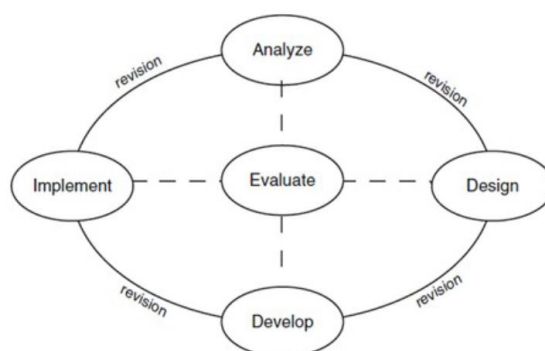 Analyze
revision
revision
Implement
Evaluate
Design
revision
revision
Develop